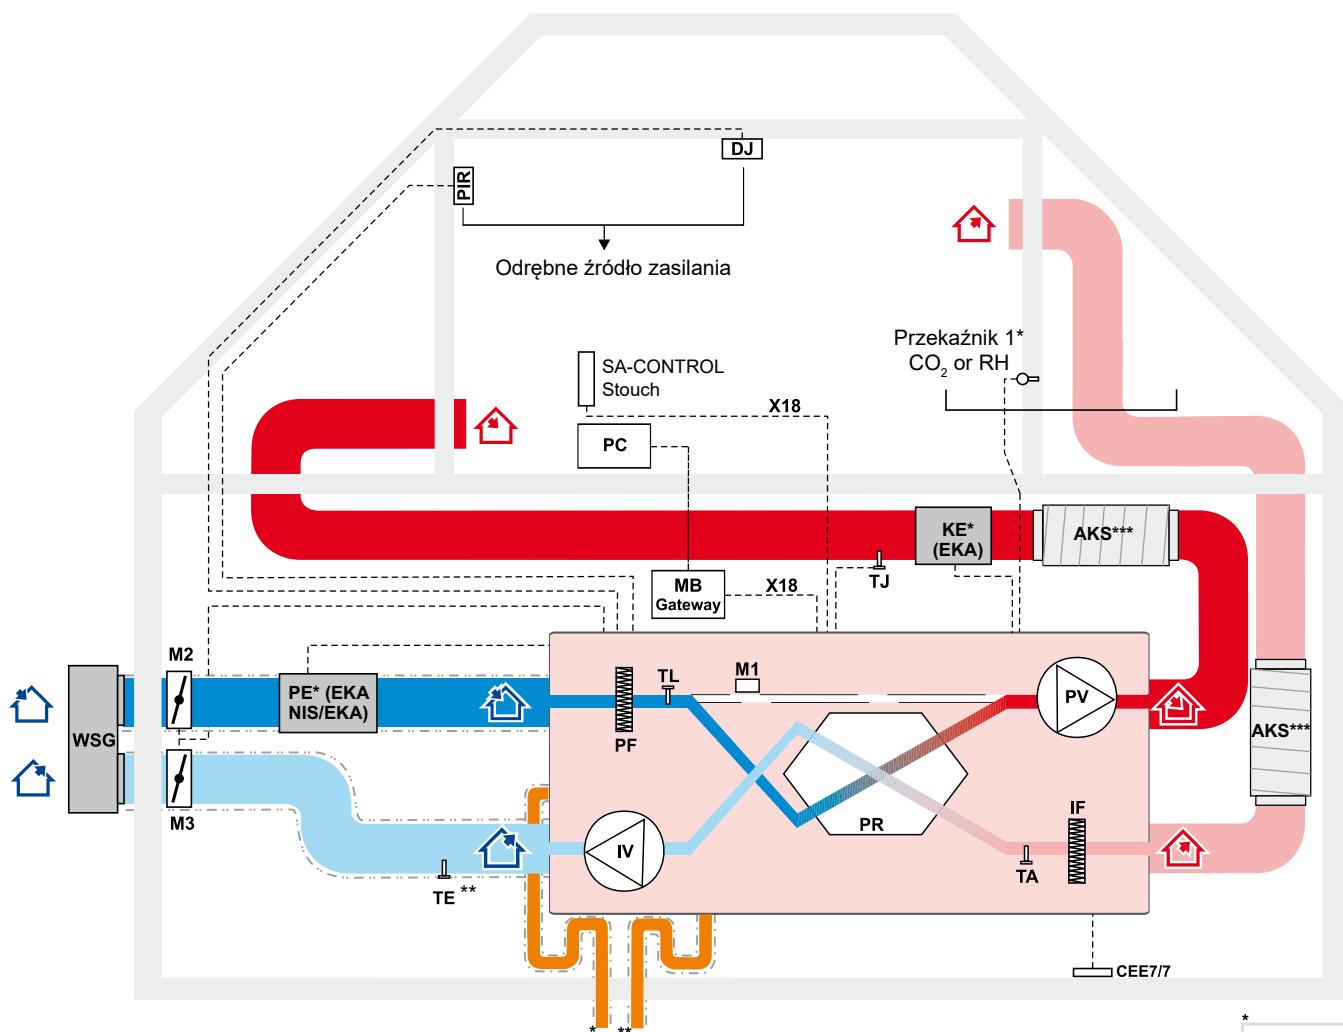 DJ
PIR
Odrębne źródło zasilania
Przekaźnik 1*
CO2 or RH
SA-CONTROL
Stouch
X18
PC
KE*
(EKA)
AKS***
TJ
MB
Gateway
X18
M2
TL
M1
PV
PE* (EKA
NIS/EKA)
WSG
PF
AKS***
M3
IV
PR
IF
TA
TE **
CEE7/7
*
**
*